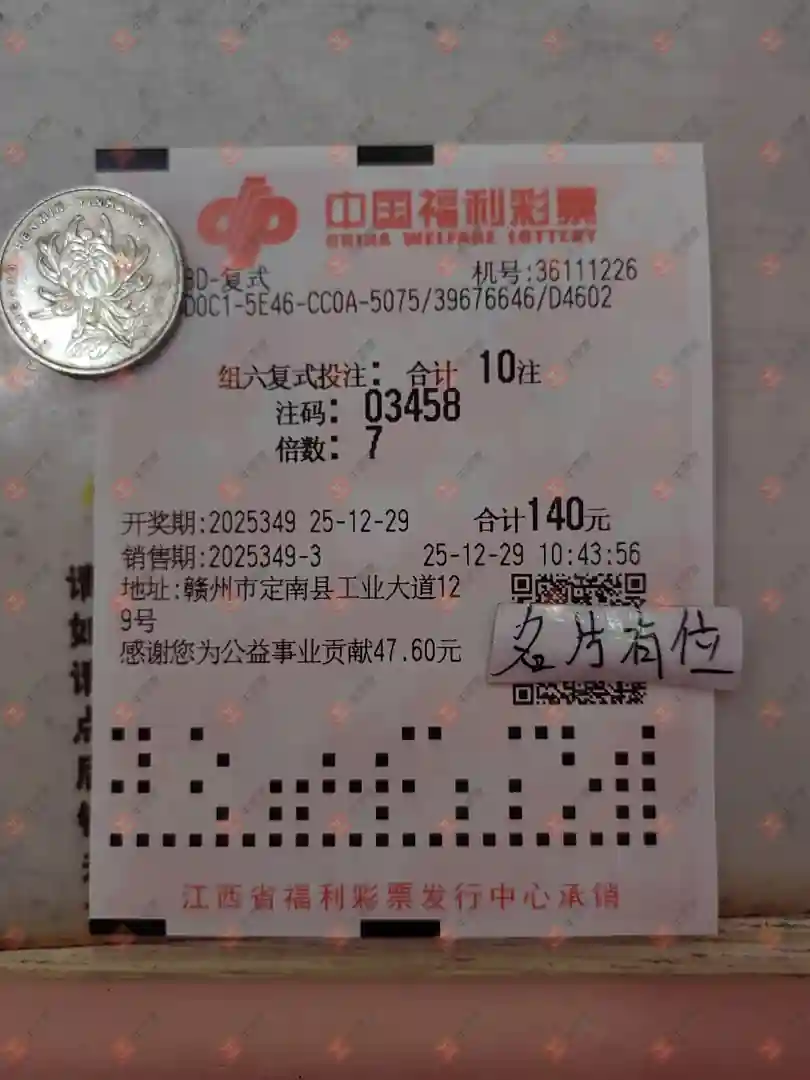 中国福利彩票
CHINA WELFARE LOTTERY
3D-复式 机号:36111226
D0C1-5E46-CC0A-5075/39676646/D4602
组六复式投注: 合计 10注
注码: 03458
倍数: 7
开奖期:2025349 25-12-29 合计140元
销售期:2025349-3 25-12-29 10:43:56
地址:赣州市定南县工业大道12
9号
感谢您为公益事业贡献47.60元
名片有位
江西省福利彩票发行中心承销